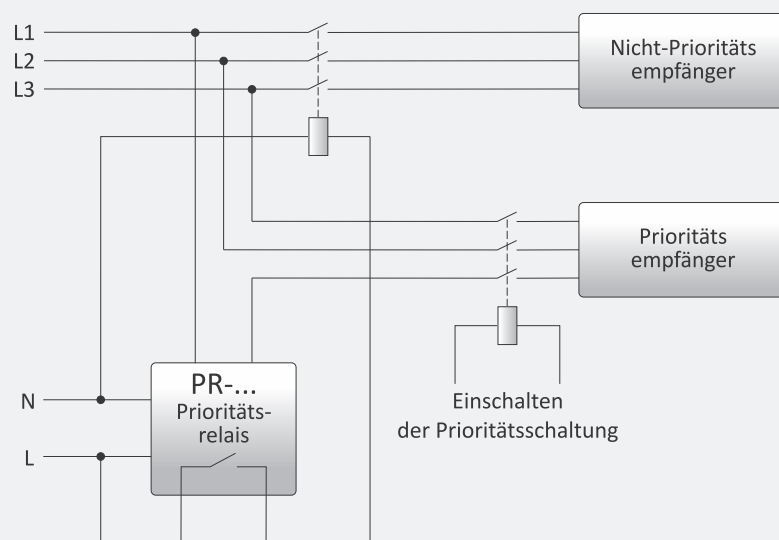 L1
L2
L3
Nicht-Prioritäts
empfänger
Prioritäts
empfänger
PR-...
Prioritäts-
relais
N
L
Einschalten
der Prioritätsschaltung